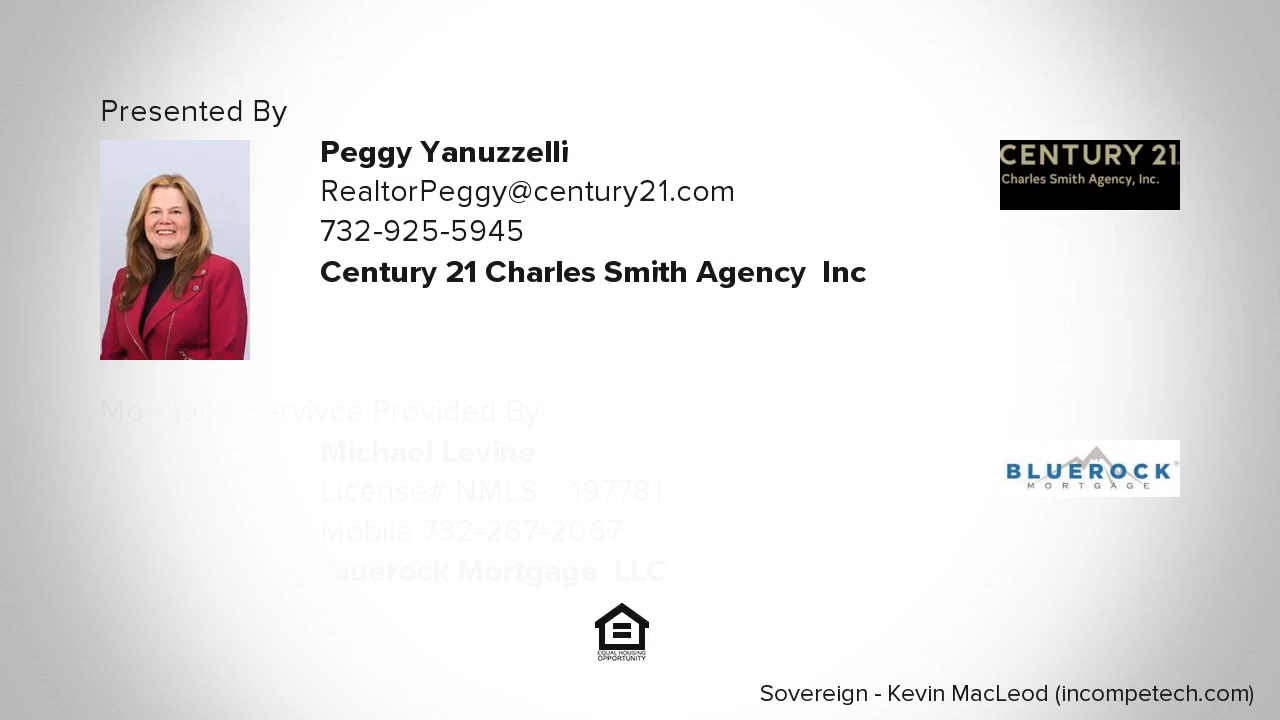 Presented By
Peggy Yanuzzelli
RealtorPeggy@century21.com
732-925-5945
Century 21 Charles Smith Agency Inc
CENTURY 21
Charles Smith Agency, Inc.
Provided By
Michael Levine
License# NMLS 197781
Mobile 732-267-2067
Bluerock Mortgage LLC
BLUEROCK®
MORTGAGE
EQUAL HOUSING
OPPORTUNITY
Sovereign - Kevin MacLeod (incompetech.com)